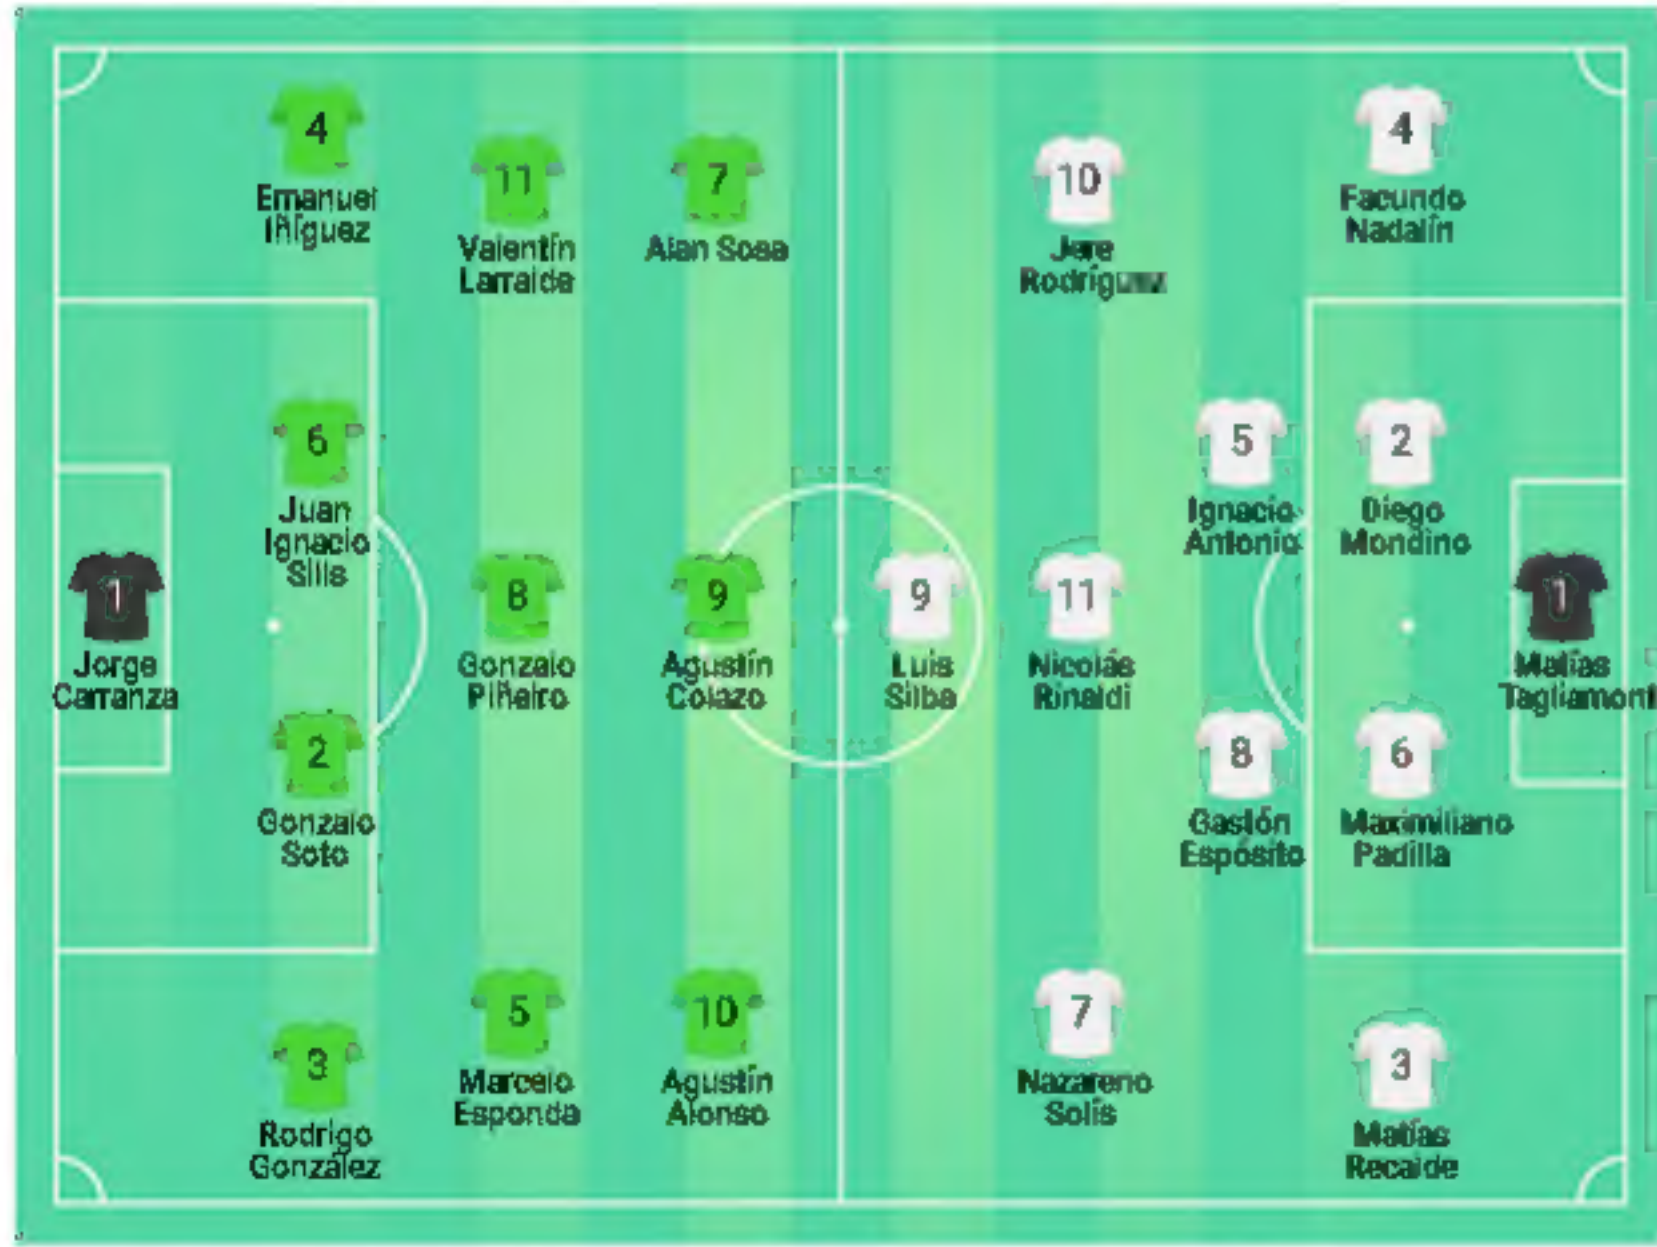 4
Emanuel
Iñíguez
11
Valentín
Larralde
7
Alan Sosa
10
Jere
Rodríguez
4
Facundo
Nadalín
6
Juan
Ignacio
Sills
5
Ignacio
Antonio
2
Diego
Mondino
1
Jorge
Carranza
8
Gonzalo
Piñeiro
9
Agustín
Colazo
9
Luis
Silba
11
Nicolás
Rinaldi
1
Matías
Tagliamont
2
Gonzalo
Soto
8
Gastón
Espósito
6
Maximiliano
Padilla
3
Rodrigo
González
5
Marcelo
Esponda
10
Agustín
Alonso
7
Nazareno
Solís
3
Matías
Recalde